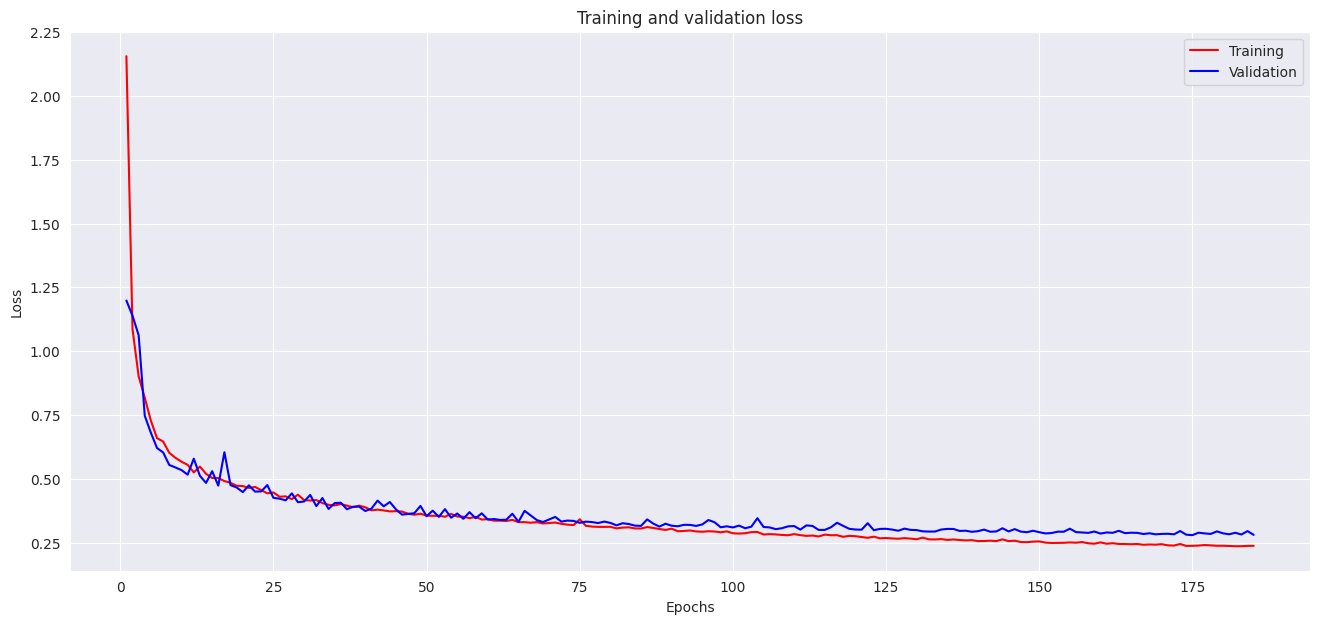 Training and validation loss
Training
Validation
2.25
2.00
1.75
1.50
1.25
1.00
0.75
0.50
0.25
Loss
0 25 50 75 100 125 150 175
Epochs